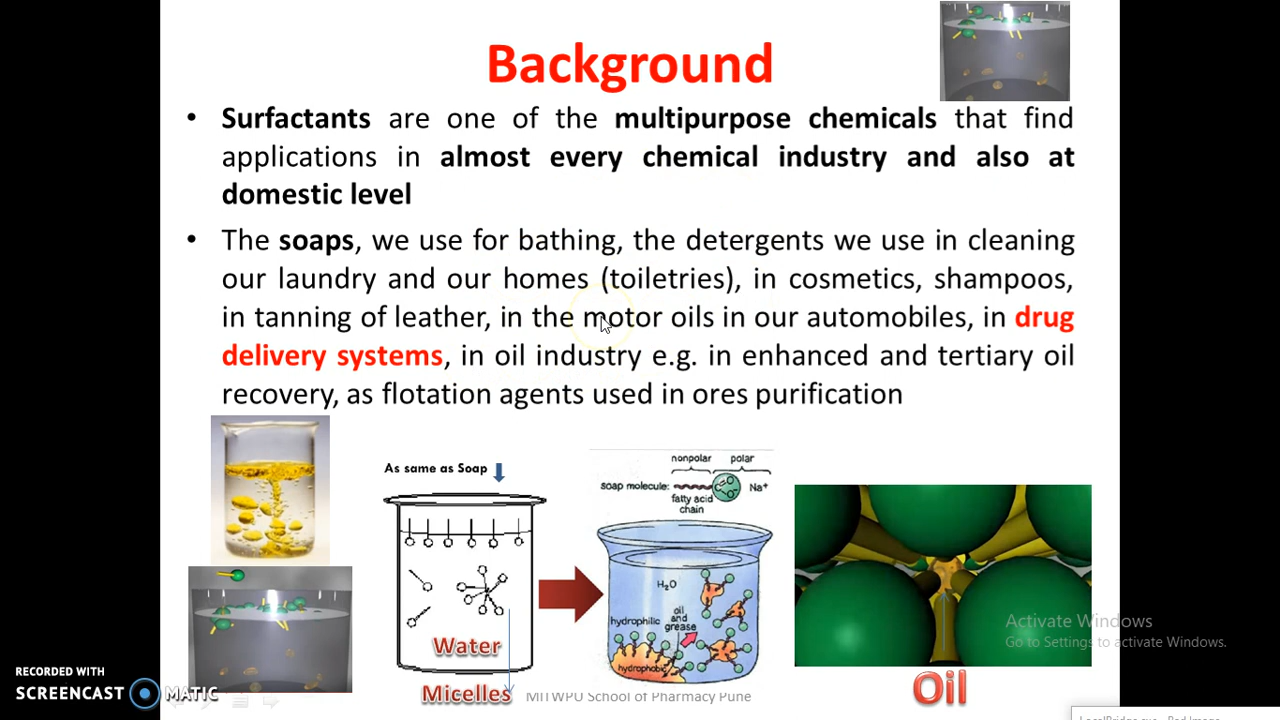 Background
• Surfactants are one of the multipurpose chemicals that find
applications in almost every chemical industry and also at
domestic level
• The soaps, we use for bathing, the detergents we use in cleaning
our laundry and our homes (toiletries), in cosmetics, shampoos,
in tanning of leather, in the motor oils in our automobiles, in drug
delivery systems, in oil industry e.g. in enhanced and tertiary oil
recovery, as flotation agents used in ores purification
As same as Soap
nonpolar polar
soap molecule: Na+
fatty acid
chain
H₂O
oil
and
grease
hydrophilic
hydrophobic
Water
Micelles
Oil
MITWPU School of Pharmacy Pune
Activate Windows
Go to Settings to activate Windows.
RECORDED WITH
SCREENCAST MATIC